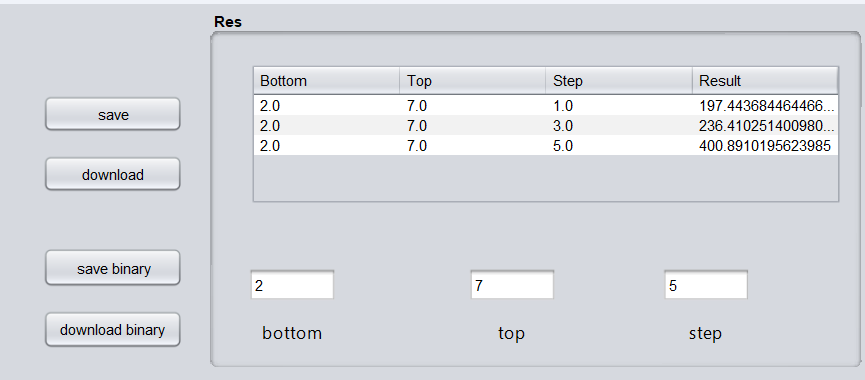 Res
Bottom Top Step Result
2.0 7.0 1.0 197.443684464466...
2.0 7.0 3.0 236.410251400980...
2.0 7.0 5.0 400.8910195623985
save
download
save binary
download binary
2 7 5
bottom top step